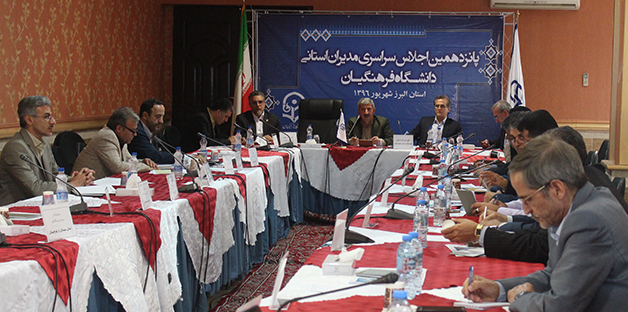 پانزدهمین اجلاس سراسری مدیران استانی
دانشگاه فرهنگیان
استان البرز شهریور ۱۳۹۶